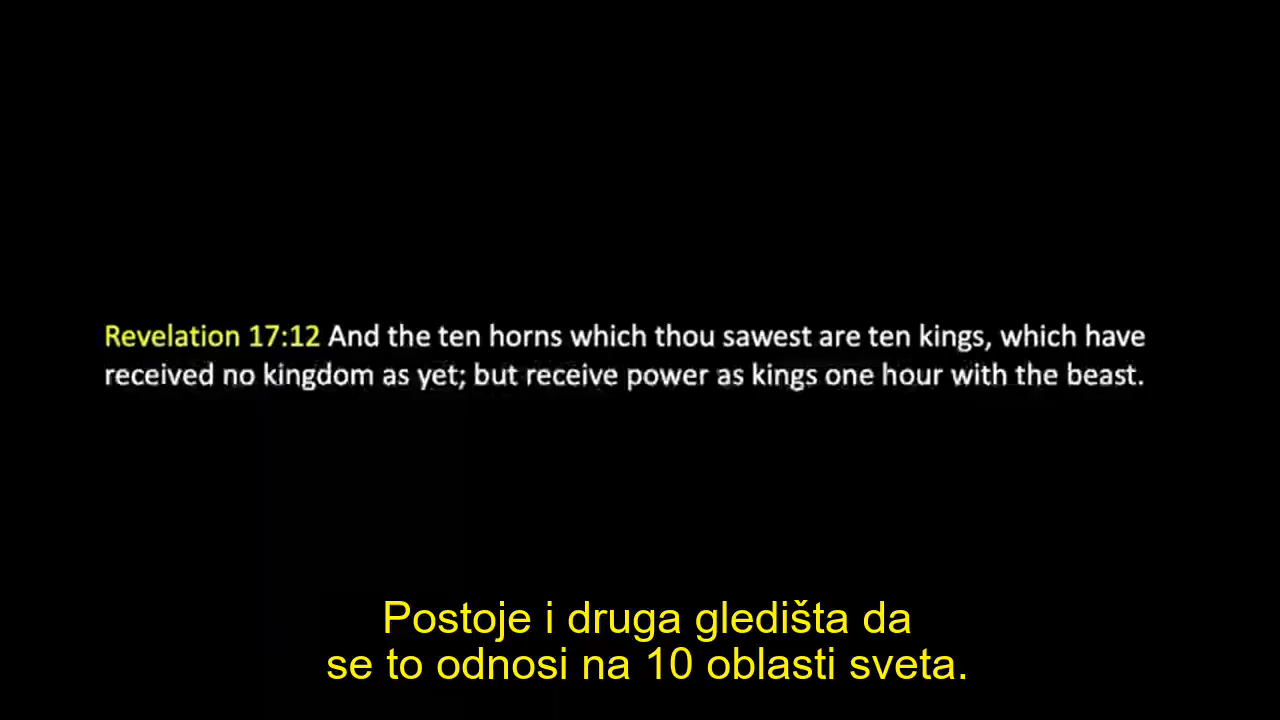 Revelation 17:12 And the ten horns which thou sawest are ten kings, which have
received no kingdom as yet; but receive power as kings one hour with the beast.
Postoje i druga gledišta da
se to odnosi na 10 oblasti sveta.